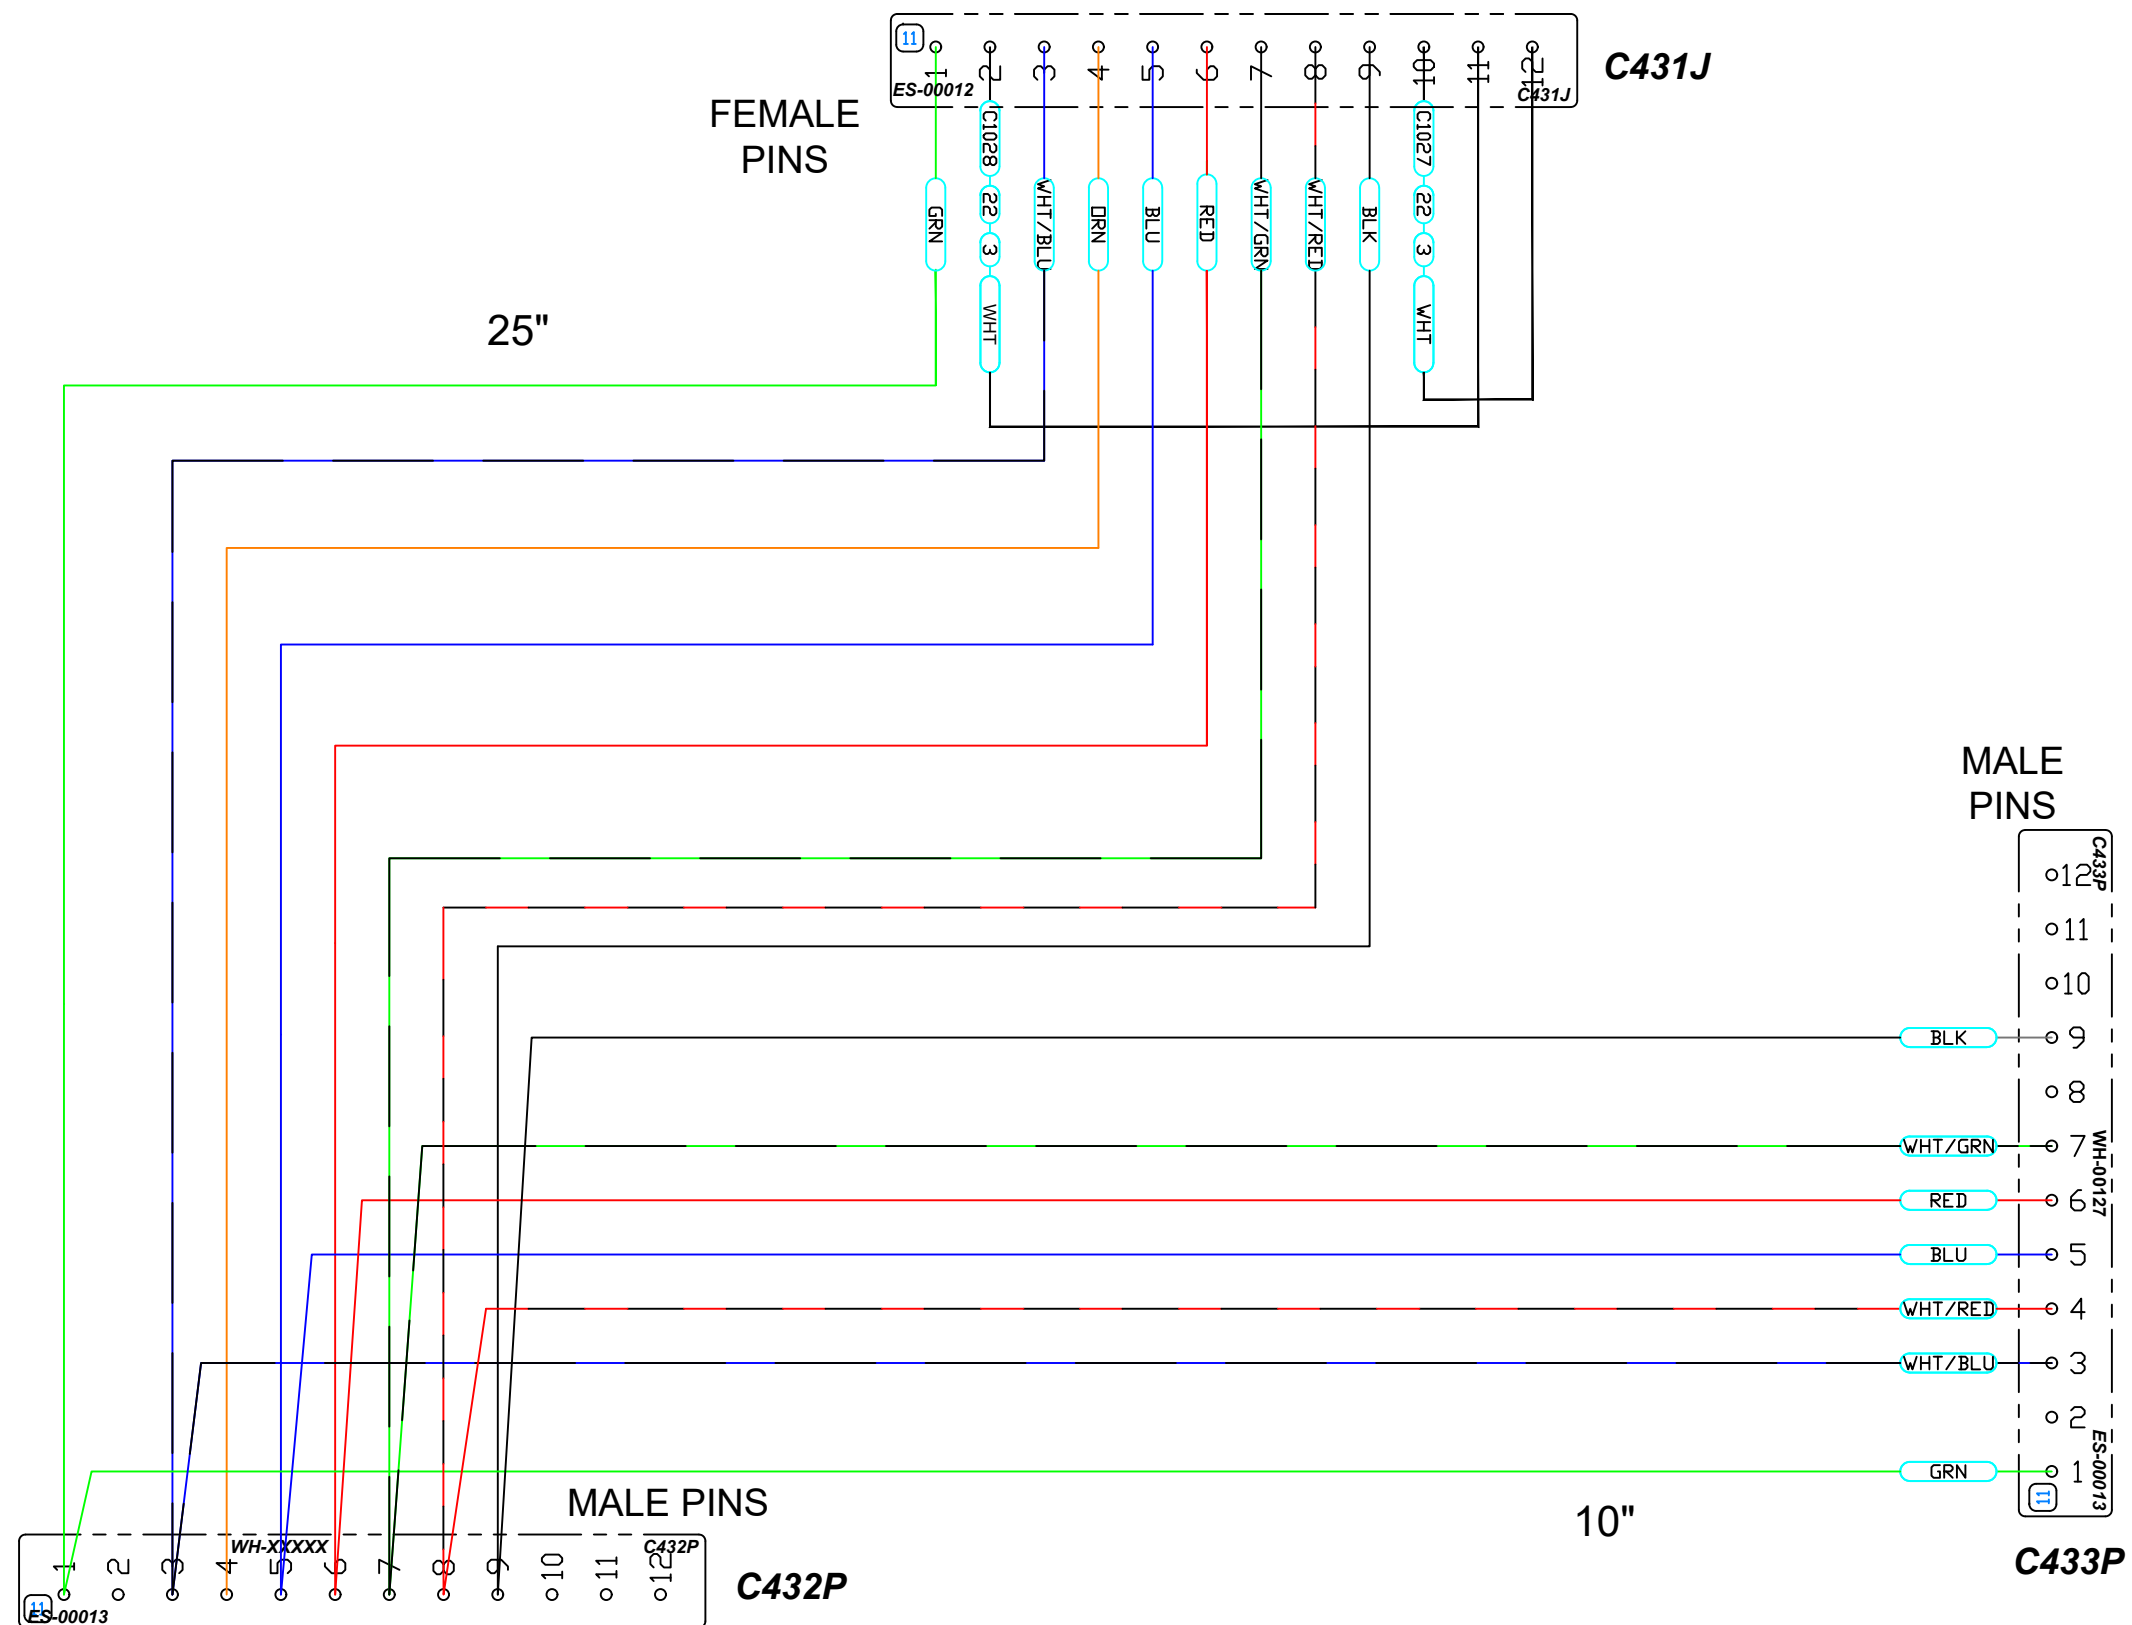 11
1
2
3
4
5
6
7
8
9
10
11
12
ES-00012
C431J
C431J
FEMALE
PINS
GRN
C1028
22
3
WHT
WHT/BLU
ORN
BLU
RED
WHT/GRN
WHT/RED
BLK
C1027
22
3
WHT
25"
MALE
PINS
C433P
12
11
10
BLK
9
8
WHT/GRN
7
WH-00127
RED
6
BLU
5
WHT/RED
4
WHT/BLU
3
2
ES-00013
GRN
1
11
10"
C433P
MALE PINS
WH-XXXXX
C432P
1
2
3
4
5
6
7
8
9
10
11
12
11
ES-00013
C432P